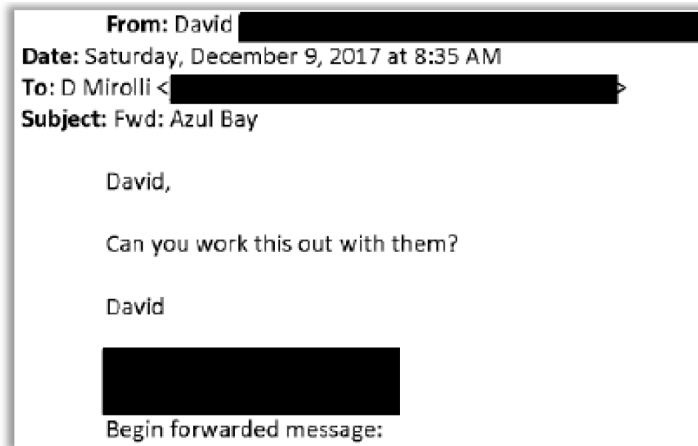 From: David
Date: Saturday, December 9, 2017 at 8:35 AM
To: D Mirolli < >
Subject: Fwd: Azul Bay
David,
Can you work this out with them?
David
Begin forwarded message: